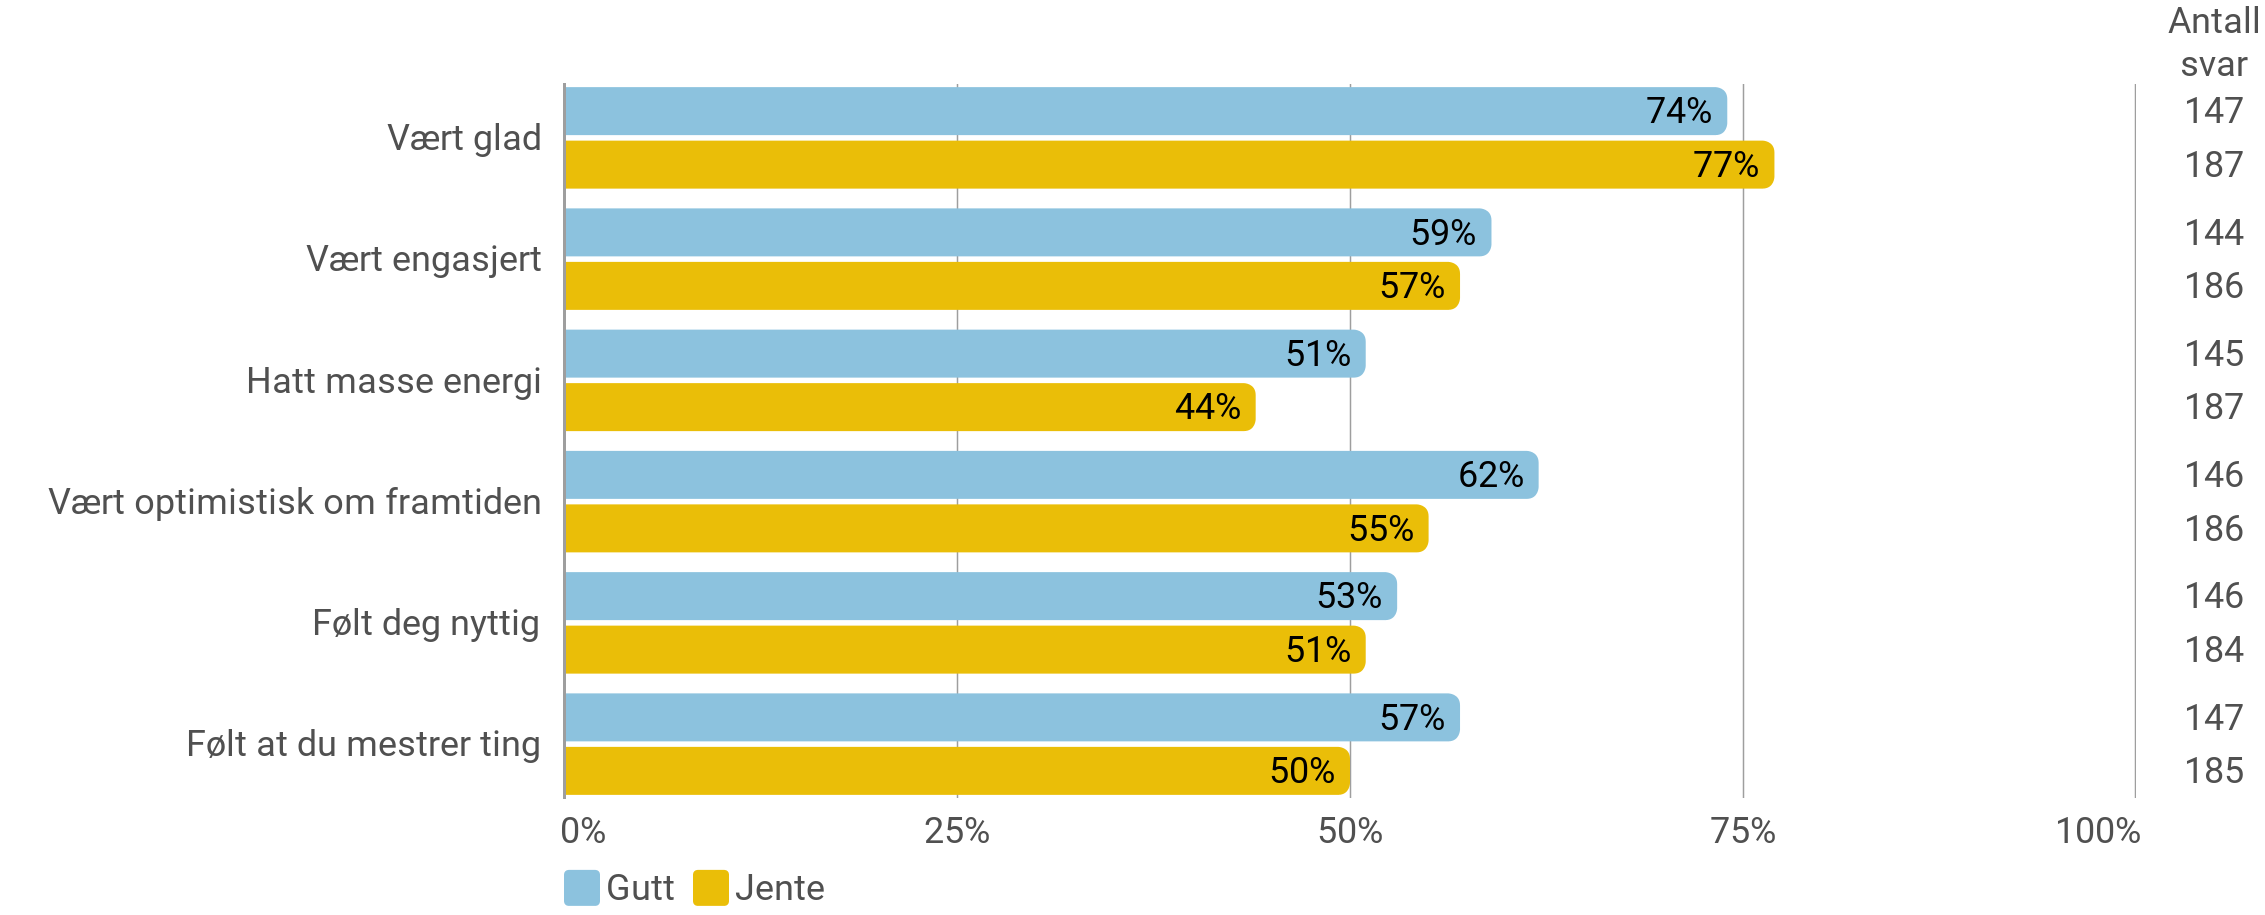 Antall
svar
Vært glad
74%
147
77%
187
Vært engasjert
59%
144
57%
186
Hatt masse energi
51%
145
44%
187
Vært optimistisk om framtiden
62%
146
55%
186
Følt deg nyttig
53%
146
51%
184
Følt at du mestrer ting
57%
147
50%
185
0% 25% 50% 75% 100%
Gutt Jente